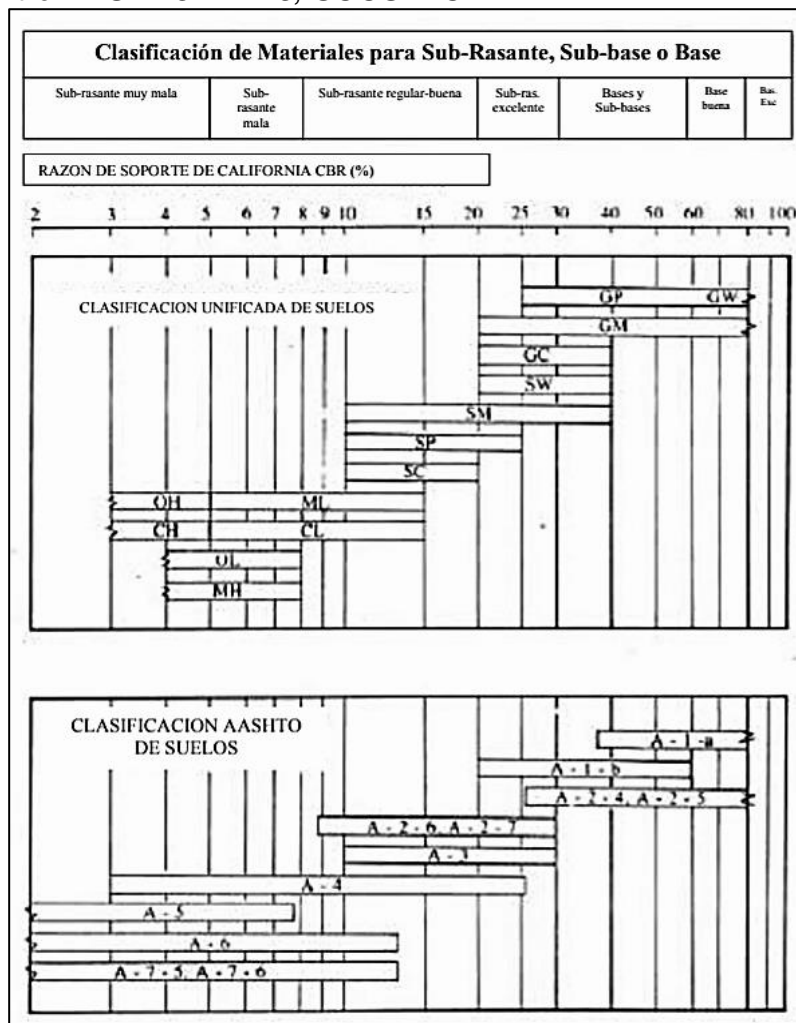 Clasificación de Materiales para Sub-Rasante, Sub-base o Base
Sub-rasante muy mala
Sub-
rasante
mala
Sub-rasante regular-buena
Sub-ras.
excelente
Bases y
Sub-bases
Base
buena
Bas.
Exc
RAZON DE SOPORTE DE CALIFORNIA CBR (%)
2 3 4 5 6 7 8 9 10 15 20 25 30 40 50 60 80 100
CLASIFICACION UNIFICADA DE SUELOS
GP GW
GM
GC
SW
SM
SP
SC
OH ML
CH CL
OL
MH
CLASIFICACION AASHTO
DE SUELOS
A - 1 - a
A - 1 - b
A - 2 - 4, A - 2 - 5
A - 2 - 6, A - 2 - 7
A - 3
A - 4
A - 5
A - 6
A - 7 - 5, A - 7 - 6